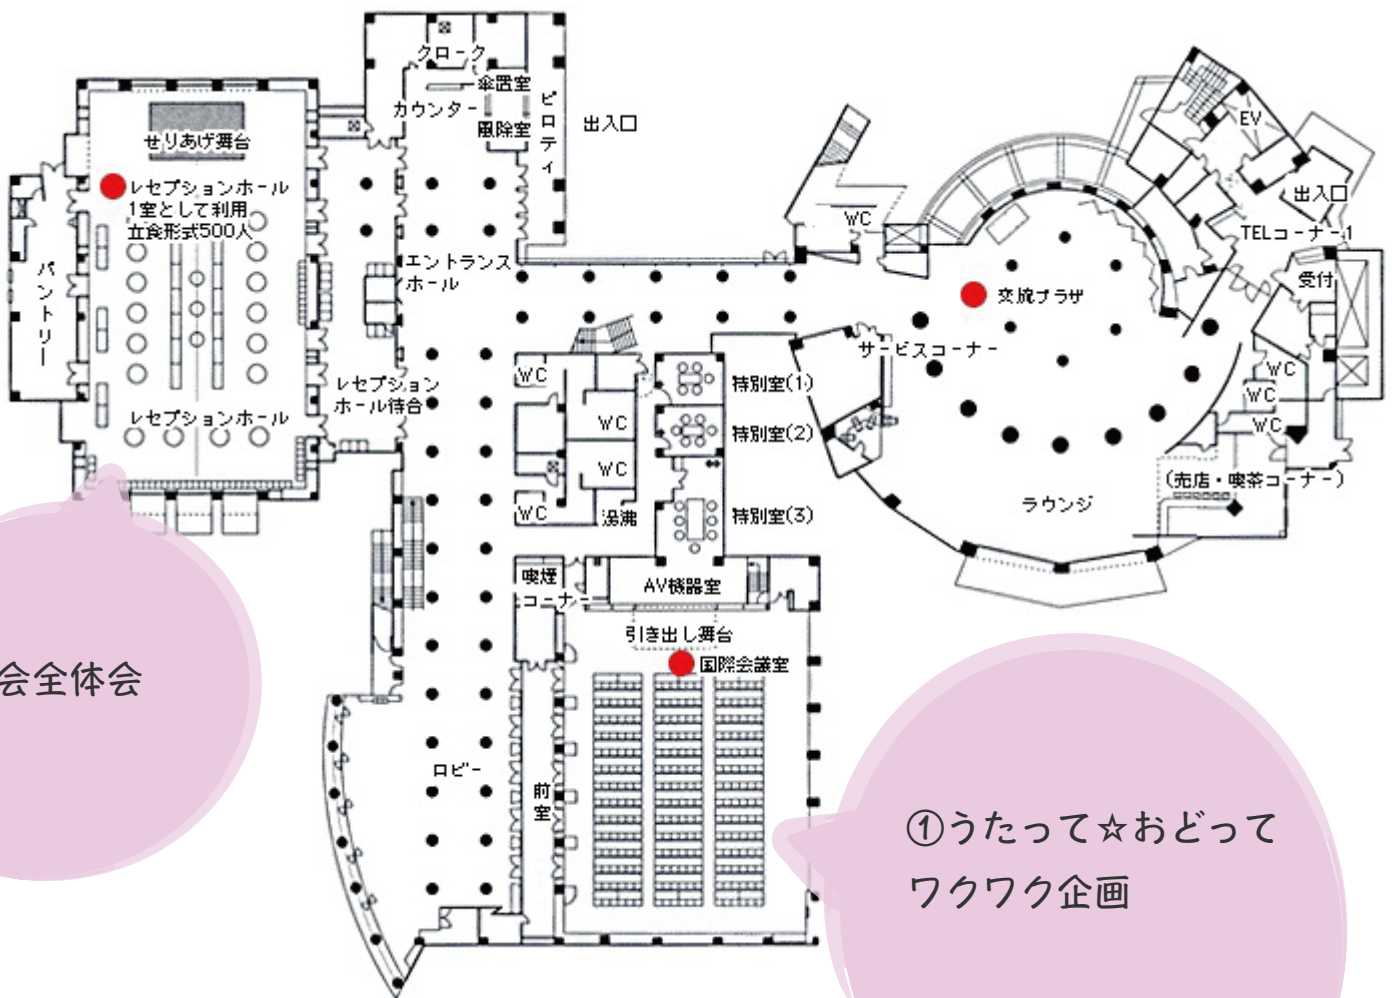 クローク
傘置室
カウンター
風除室
ピロティ
出入口
せりあげ舞台
レセプションホール
1室として利用
立食形式500人
パントリー
エントランス
ホール
レセプション
ホール待合
レセプションホール
WC
EV
出入口
TELコーナー1
受付
交流プラザ
サービスコーナー
WC
WC
WC
WC
WC
WC
WC
湯沸
特別室(1)
特別室(2)
特別室(3)
ラウンジ
(売店・喫茶コーナー)
喫煙
コーナー
AV機器室
引き出し舞台
国際会議室
ロビー
前室
会全体会
①うたって☆おどって
ワクワク企画